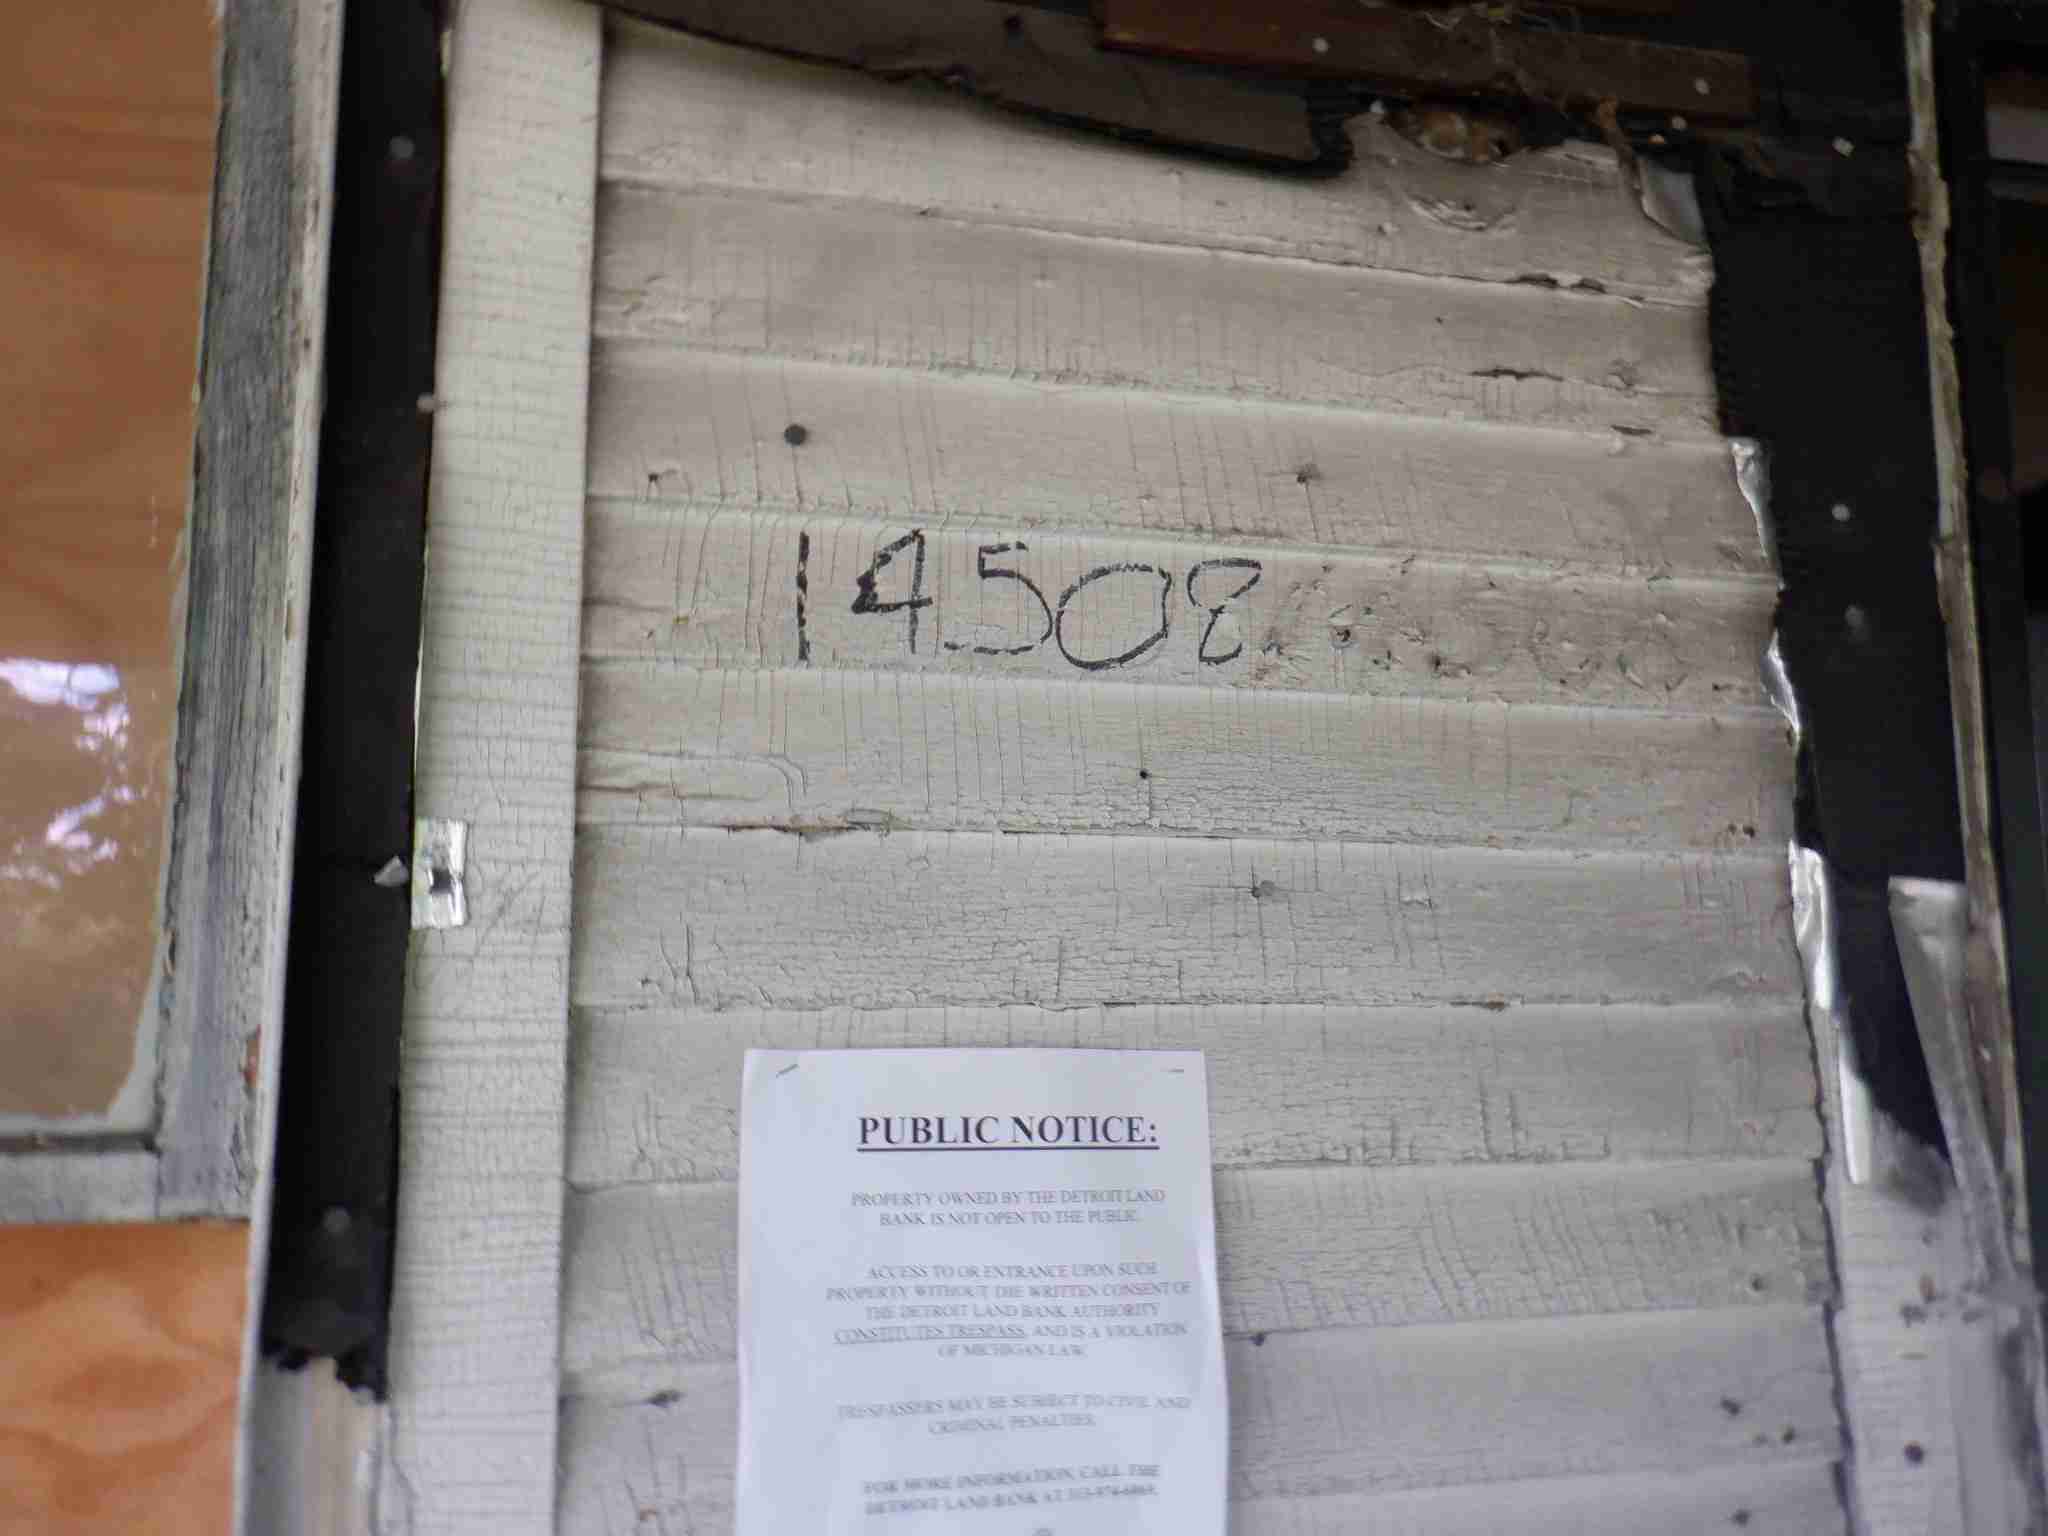 14508
PUBLIC NOTICE:
PROPERTY OWNED BY THE DETROIT LAND
BANK IS NOT OPEN TO THE PUBLIC.
ACCESS TO OR ENTRANCE UPON SUCH
PROPERTY WITHOUT THE WRITTEN CONSENT OF
THE DETROIT LAND BANK AUTHORITY
CONSTITUTES TRESPASS, AND IS A VIOLATION
OF MICHIGAN LAW.
TRESPASSERS MAY BE SUBJECT TO CIVIL AND
CRIMINAL PENALTIES.
FOR MORE INFORMATION, CALL THE
DETROIT LAND BANK AT